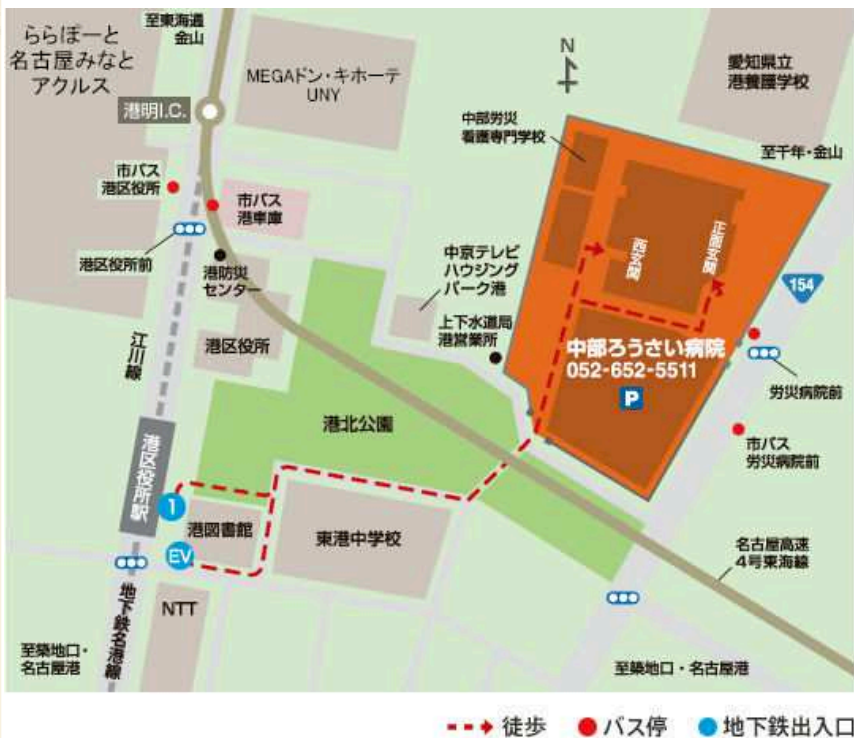 ららぽーと
名古屋みなと
アクルス
至東海通
金山
港明I.C.
MEGAドン・キホーテ
UNY
N
愛知県立
港養護学校
中部労災
看護専門学校
至千年・金山
市バス
港区役所
市バス
港車庫
港区役所前
港防災
センター
中京テレビ
ハウジング
パーク港
西玄関
正面玄関
154
江川線
港区役所
上下水道局
港営業所
中部ろうさい病院
052-652-5511
P
労災病院前
港北公園
市バス
労災病院前
港区役所駅
1
港図書館
東港中学校
EV
名古屋高速
4号東海線
地下鉄名港線
NTT
至築地口・
名古屋港
至築地口・名古屋港
徒歩
バス停
地下鉄出入口